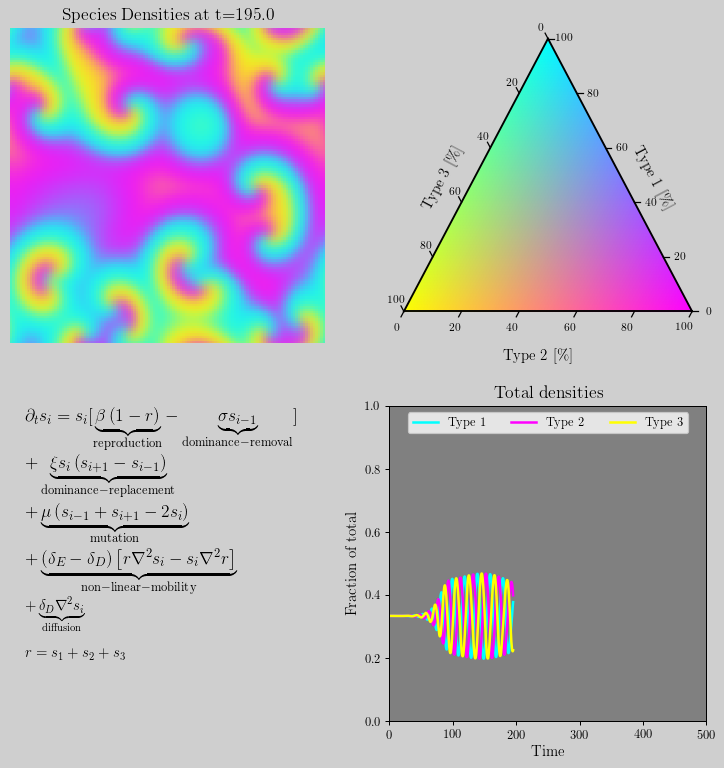 Species Densities at t=195.0
0
100
20
80
40
60
Type 3 [%]
Type 1 [%]
60
40
80
20
100
0
0
20
40
60
80
100
Type 2 [%]
∂ₜsᵢ = sᵢ[β(1 − r) − σsᵢ₋₁]
reproduction dominance−removal
+ ξsᵢ(sᵢ₊₁ − sᵢ₋₁)
dominance−replacement
+ μ(sᵢ₋₁ + sᵢ₊₁ − 2sᵢ)
mutation
+ (δ_E − δ_D)[r∇²sᵢ − sᵢ∇²r]
non−linear−mobility
+ δ_D∇²sᵢ
diffusion
r = s₁ + s₂ + s₃
Total densities
1.0
Type 1 Type 2 Type 3
0.8
0.6
Fraction of total
0.4
0.2
0.0
0 100 200 300 400 500
Time